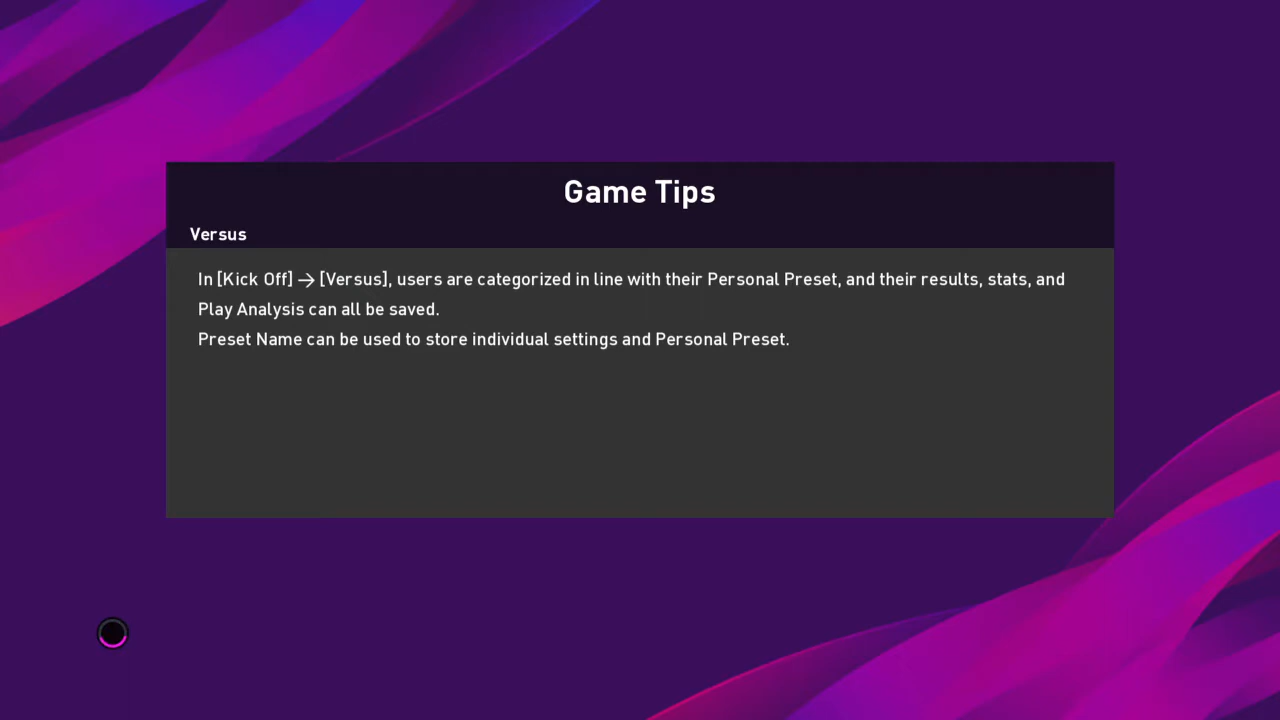 Game Tips
Versus
In [Kick Off] → [Versus], users are categorized in line with their Personal Preset, and their results, stats, and
Play Analysis can all be saved.
Preset Name can be used to store individual settings and Personal Preset.